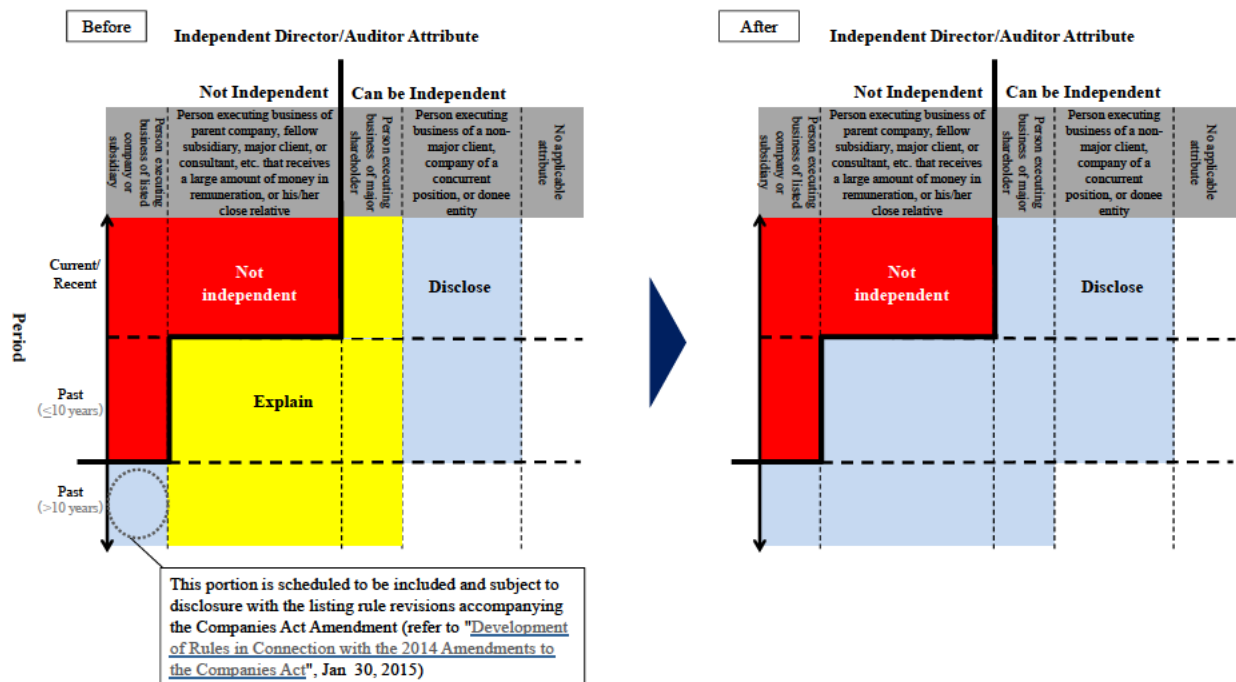 Before
Independent Director/Auditor Attribute
Not Independent
Can be Independent
Person executing
business of listed
company or
subsidiary
Person executing business of
parent company, fellow
subsidiary, major client, or
consultant, etc. that receives
a large amount of money in
remuneration, or his/her
close relative
Person executing
business of major
shareholder
Person executing
business of a non-
major client,
company of a
concurrent
position, or donee
entity
No applicable
attribute
Period
Current/
Recent
Not
independent
Disclose
Past
(≤10 years)
Explain
Past
(>10 years)
This portion is scheduled to be included and subject to
disclosure with the listing rule revisions accompanying
the Companies Act Amendment (refer to "Development
of Rules in Connection with the 2014 Amendments to
the Companies Act", Jan 30, 2015)
After
Independent Director/Auditor Attribute
Not Independent
Can be Independent
Person executing
business of listed
company or
subsidiary
Person executing business of
parent company, fellow
subsidiary, major client, or
consultant, etc. that receives
a large amount of money in
remuneration, or his/her
close relative
Person executing
business of major
shareholder
Person executing
business of a non-
major client,
company of a
concurrent
position, or donee
entity
No applicable
attribute
Not
independent
Disclose